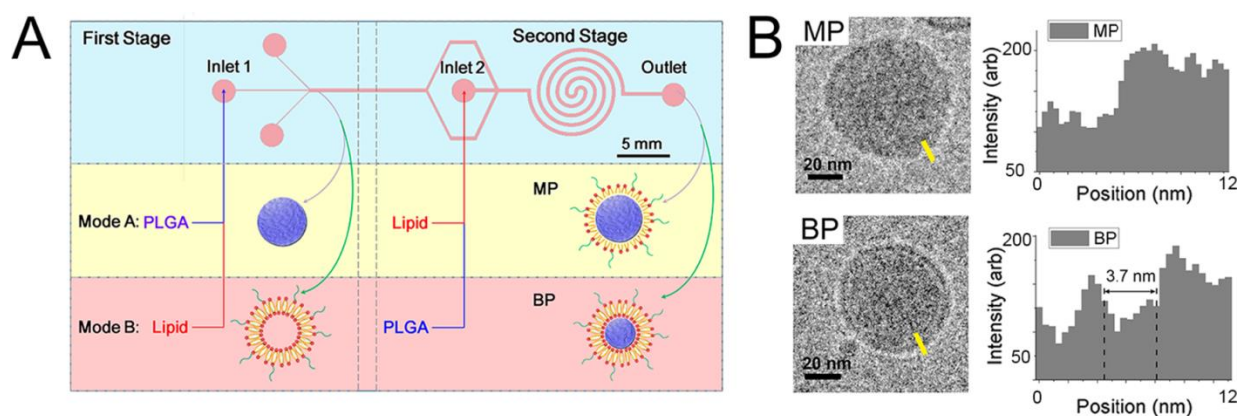 A
First Stage
Second Stage
Inlet 1
Inlet 2
Outlet
5 mm
Mode A: PLGA
Lipid
MP
Mode B: Lipid
PLGA
BP
B
MP
20 nm
MP
200
50
Intensity (arb)
0
12
Position (nm)
BP
20 nm
BP
200
3.7 nm
50
Intensity (arb)
0
12
Position (nm)